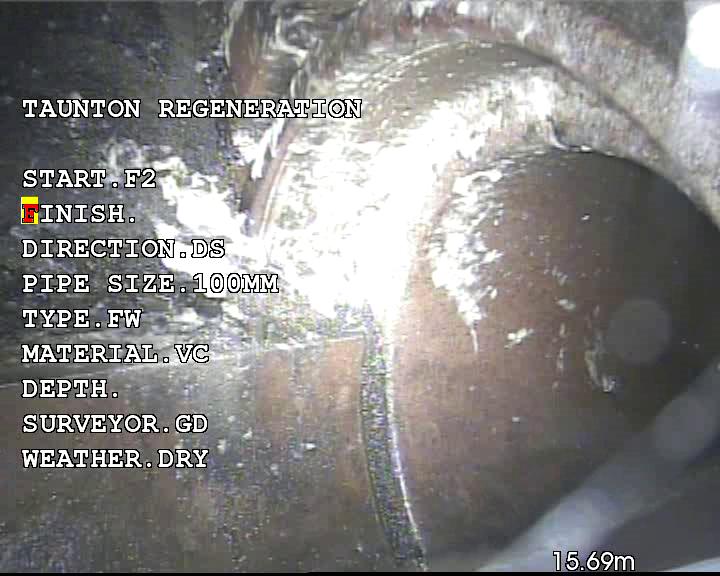 TAUNTON REGENERATION
START.F2
FINISH.
DIRECTION.DS
PIPE SIZE.100MM
TYPE.FW
MATERIAL.VC
DEPTH.
SURVEYOR.GD
WEATHER.DRY
15.69m